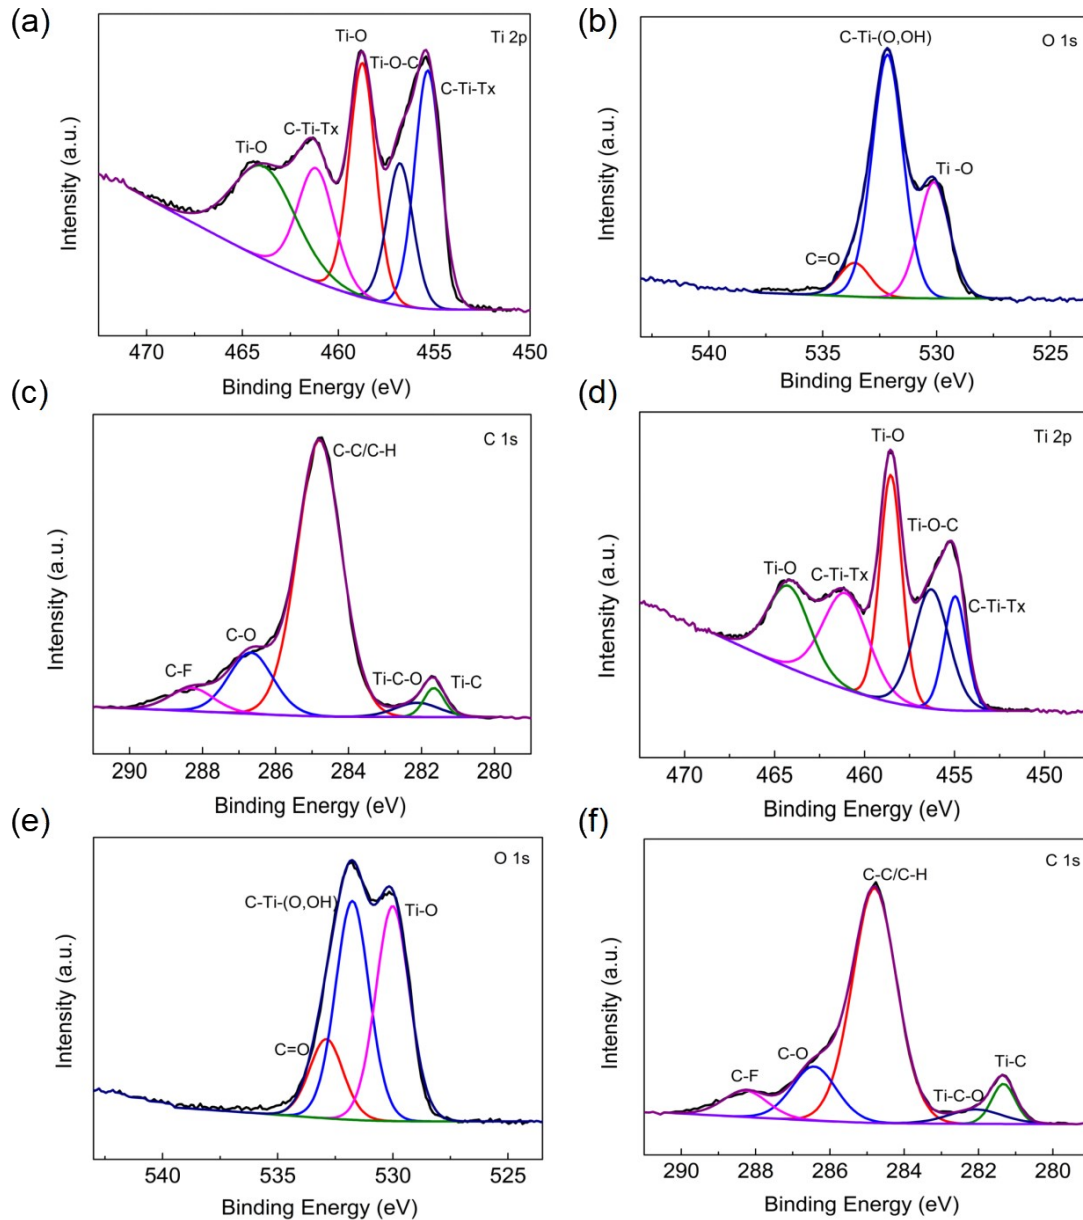 (a)
Ti 2p
Ti-O
Ti-O-C
C-Ti-Tx
C-Ti-Tx
Ti-O
Intensity (a.u.)
470 465 460 455 450
Binding Energy (eV)
(b)
O 1s
C-Ti-(O,OH)
Ti -O
C=O
Intensity (a.u.)
540 535 530 525
Binding Energy (eV)
(c)
C 1s
C-C/C-H
C-O
C-F
Ti-C-O
Ti-C
Intensity (a.u.)
290 288 286 284 282 280
Binding Energy (eV)
(d)
Ti 2p
Ti-O
Ti-O-C
Ti-O
C-Ti-Tx
C-Ti-Tx
Intensity (a.u.)
470 465 460 455 450
Binding Energy (eV)
(e)
O 1s
C-Ti-(O,OH)
Ti-O
C=O
Intensity (a.u.)
540 535 530 525
Binding Energy (eV)
(f)
C 1s
C-C/C-H
C-O
C-F
Ti-C
Ti-C-O
Intensity (a.u.)
290 288 286 284 282 280
Binding Energy (eV)